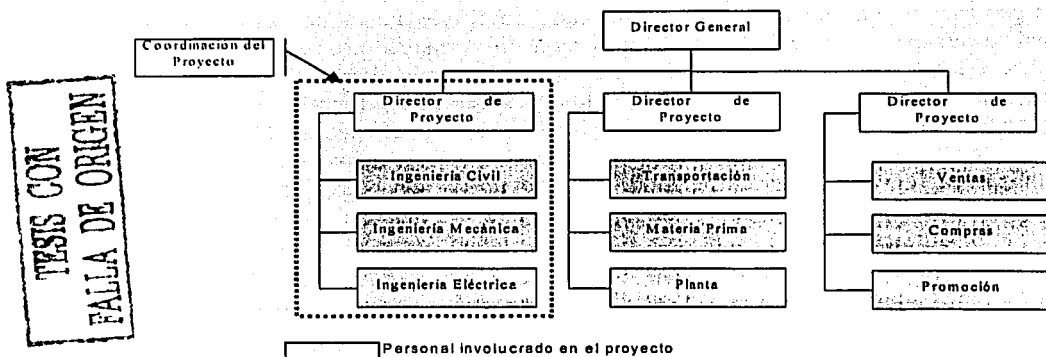 Director General
Coordinación del
Proyecto
Director de
Proyecto
Director de
Proyecto
Director de
Proyecto
Ingeniería Civil
Transportación
Ventas
Ingeniería Mecánica
Materia Prima
Compras
Ingeniería Eléctrica
Planta
Promoción
Personal involucrado en el proyecto
TESIS CON
FALLA DE ORIGEN